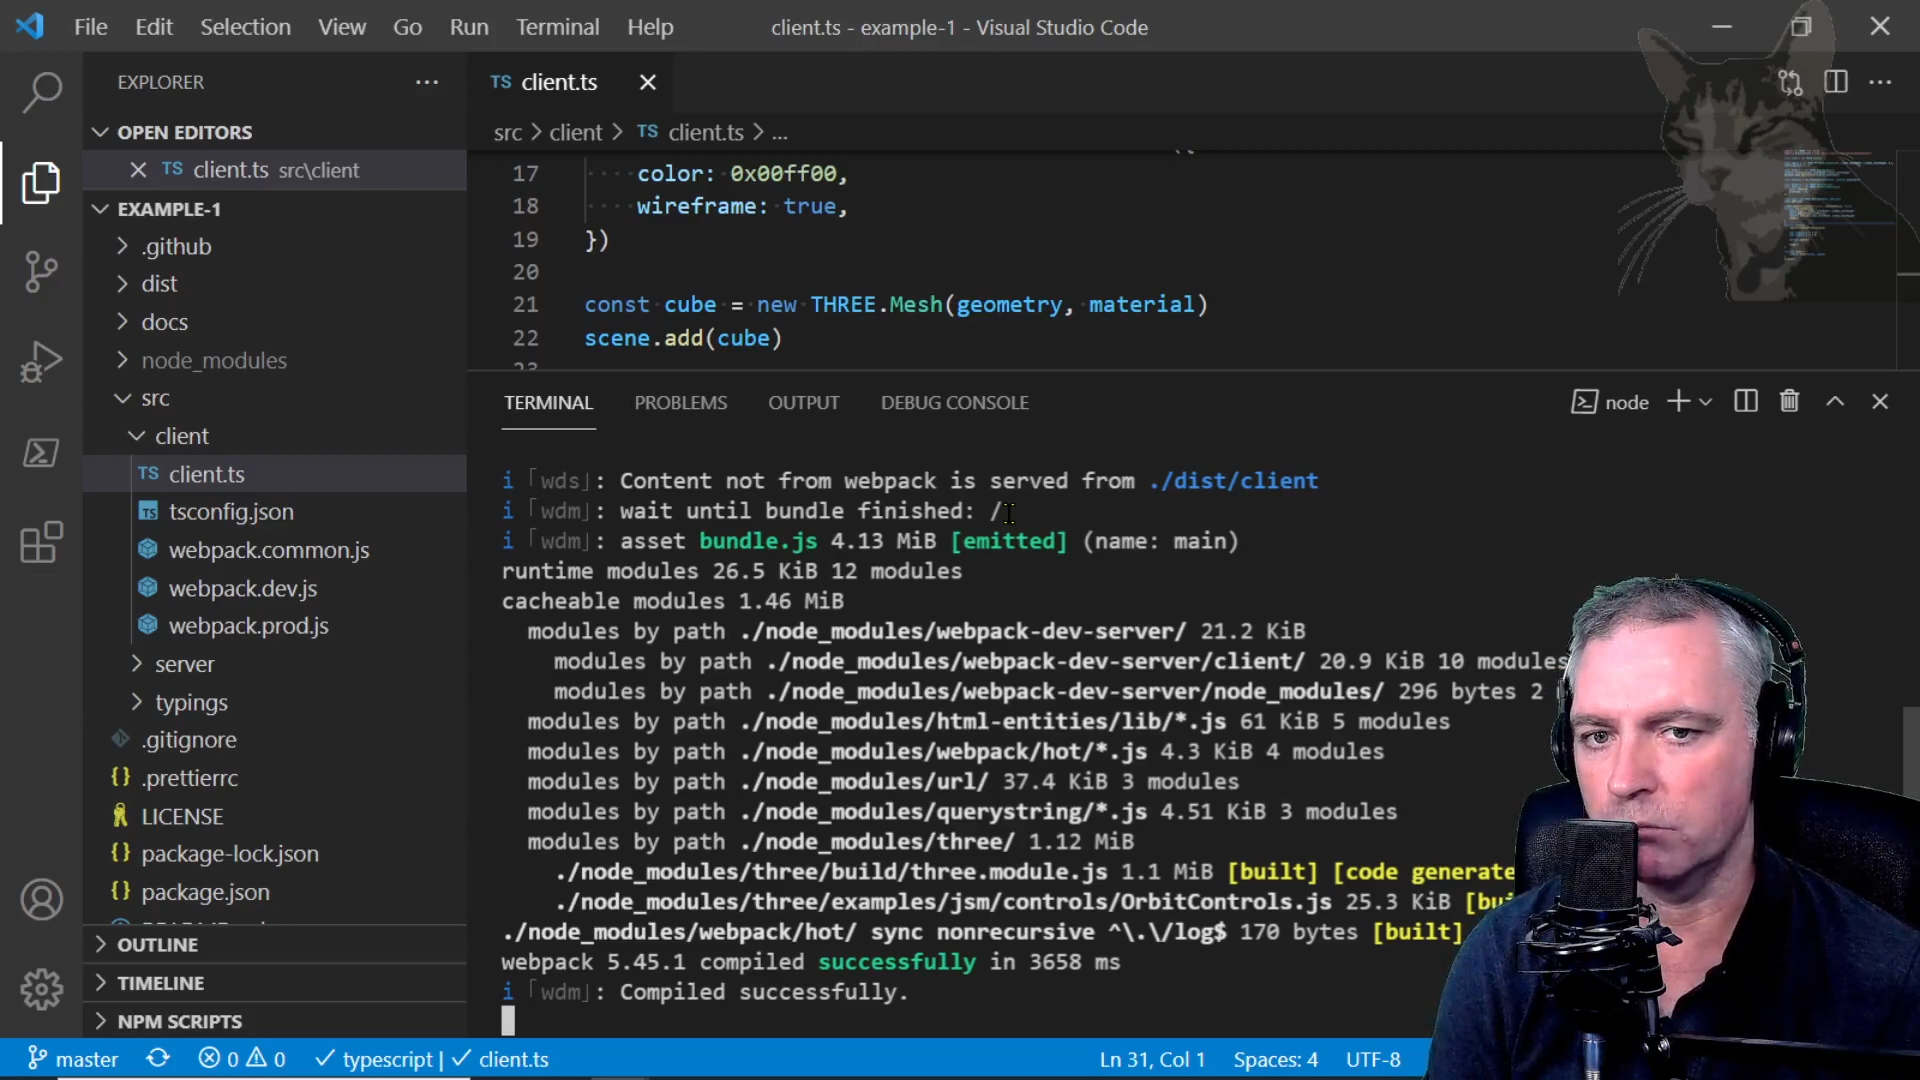 File Edit Selection View Go Run Terminal Help
client.ts - example-1 - Visual Studio Code
EXPLORER
OPEN EDITORS
TS client.ts src\client
EXAMPLE-1
.github
dist
docs
node_modules
src
client
TS client.ts
TS tsconfig.json
webpack.common.js
webpack.dev.js
webpack.prod.js
server
typings
.gitignore
{} .prettierrc
LICENSE
{} package-lock.json
{} package.json
OUTLINE
TIMELINE
NPM SCRIPTS
TS client.ts
src > client > TS client.ts > ...
17 color: 0x00ff00,
18 wireframe: true,
19 })
20
21 const cube = new THREE.Mesh(geometry, material)
22 scene.add(cube)
TERMINAL PROBLEMS OUTPUT DEBUG CONSOLE
node
i ｢wds｣: Content not from webpack is served from ./dist/client
i ｢wdm｣: wait until bundle finished: /
i ｢wdm｣: asset bundle.js 4.13 MiB [emitted] (name: main)
runtime modules 26.5 KiB 12 modules
cacheable modules 1.46 MiB
modules by path ./node_modules/webpack-dev-server/ 21.2 KiB
modules by path ./node_modules/webpack-dev-server/client/ 20.9 KiB 10 modules
modules by path ./node_modules/webpack-dev-server/node_modules/ 296 bytes 2
modules by path ./node_modules/html-entities/lib/*.js 61 KiB 5 modules
modules by path ./node_modules/webpack/hot/*.js 4.3 KiB 4 modules
modules by path ./node_modules/url/ 37.4 KiB 3 modules
modules by path ./node_modules/querystring/*.js 4.51 KiB 3 modules
modules by path ./node_modules/three/ 1.12 MiB
./node_modules/three/build/three.module.js 1.1 MiB [built] [code generate
./node_modules/three/examples/jsm/controls/OrbitControls.js 25.3 KiB [bui
./node_modules/webpack/hot/ sync nonrecursive ^\.\/log$ 170 bytes [built]
webpack 5.45.1 compiled successfully in 3658 ms
i ｢wdm｣: Compiled successfully.
master 0 0 typescript | client.ts
Ln 31, Col 1 Spaces: 4 UTF-8